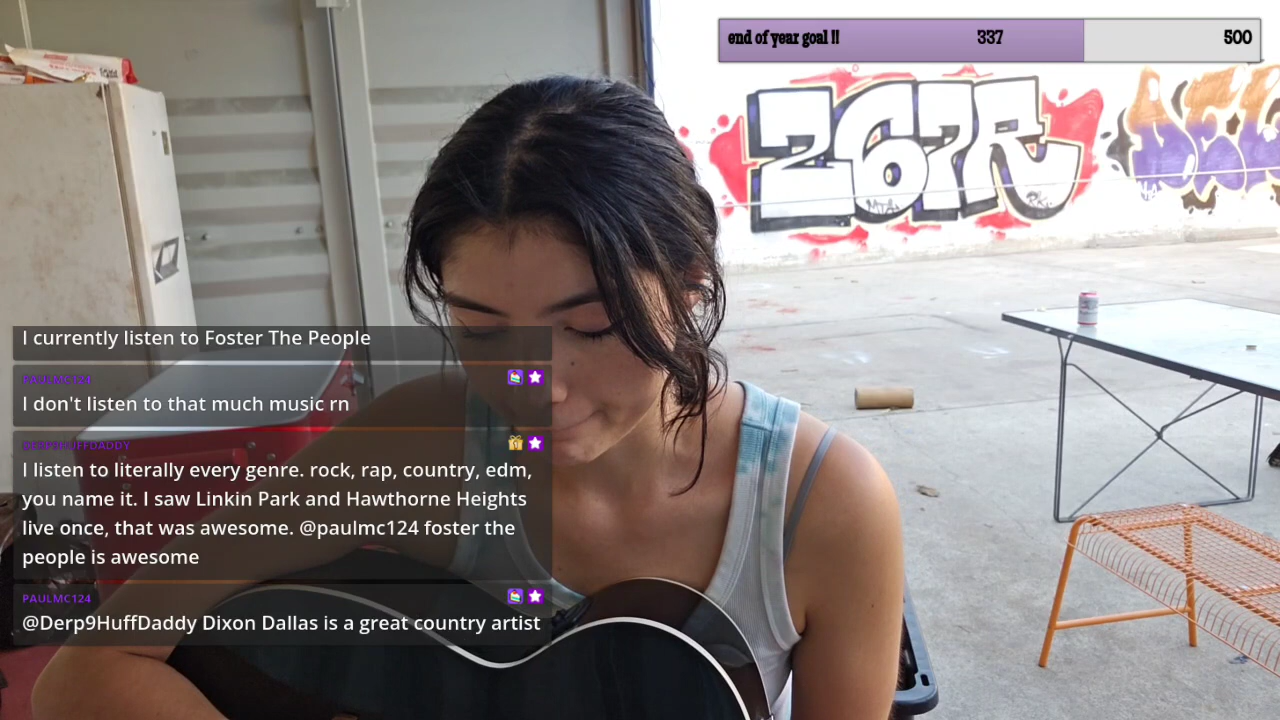 end of year goal !! 337 500
Z67R
I currently listen to Foster The People
PAULMC124
I don't listen to that much music rn
@DERP9HUFFDADDY
I listen to literally every genre. rock, rap, country, edm,
you name it. I saw Linkin Park and Hawthorne Heights
live once, that was awesome. @paulmc124 foster the
people is awesome
PAULMC124
@Derp9HuffDaddy Dixon Dallas is a great country artist